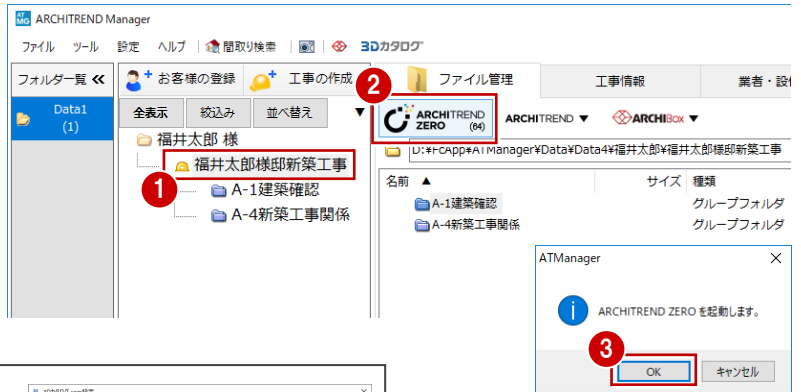 AT MG ARCHITREND Manager
ファイル ツール 設定 ヘルプ 間取り検索 3Dカタログ
フォルダ一覧 お客様の登録 工事の作成 2 ファイル管理 工事情報 業者・設
Data1
(1)
全表示 絞込み 並べ替え ▼
ARCHITREND
ZERO (64)
ARCHITREND ▼ ARCHIBox ▼
福井太郎 様
D:¥FcApp¥ATManager¥Data¥Data4¥福井太郎¥福井太郎様邸新築工事
福井太郎様邸新築工事
1
名前 ▲ サイズ 種類
A-1建築確認
A-4新築工事関係
A-1建築確認 グループフォルダ
A-4新築工事関係 グループフォルダ
ATManager ×
i ARCHITREND ZERO を起動します。
3
OK キャンセル